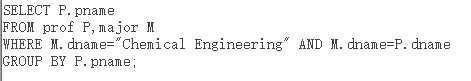 SELECT P.pname
FROM prof P,major M
WHERE M.dname="Chemical Engineering" AND M.dname=P.dname
GROUP BY P.pname;